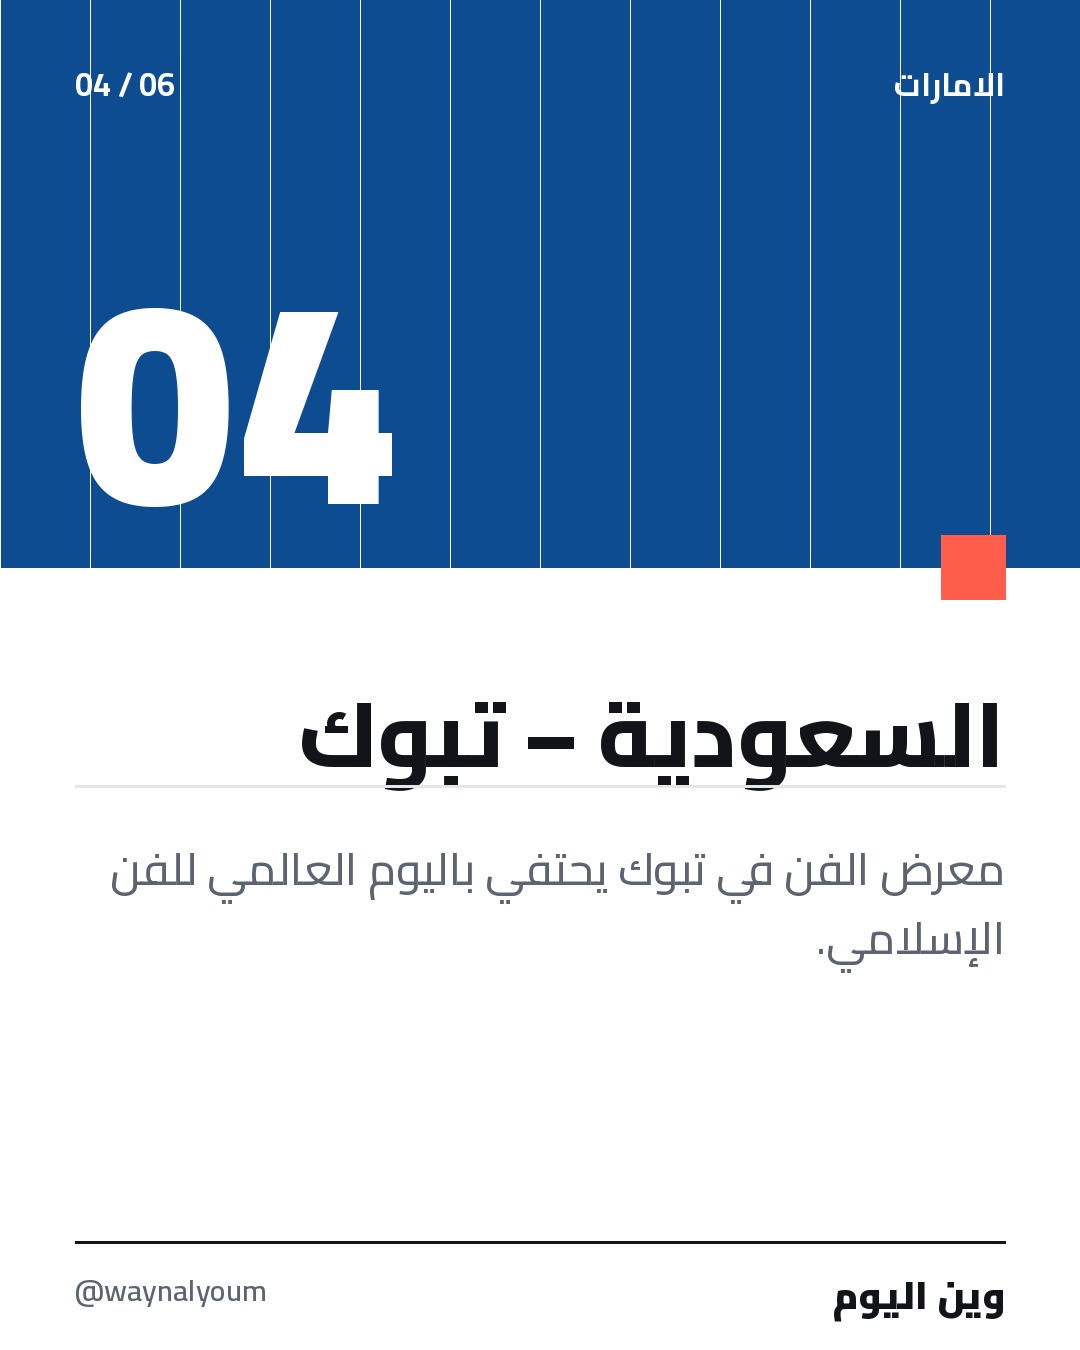 الامارات
04 / 06
04
السعودية – تبوك
معرض الفن في تبوك يحتفي باليوم العالمي للفن
الإسلامي.
وين اليوم
@waynalyoum